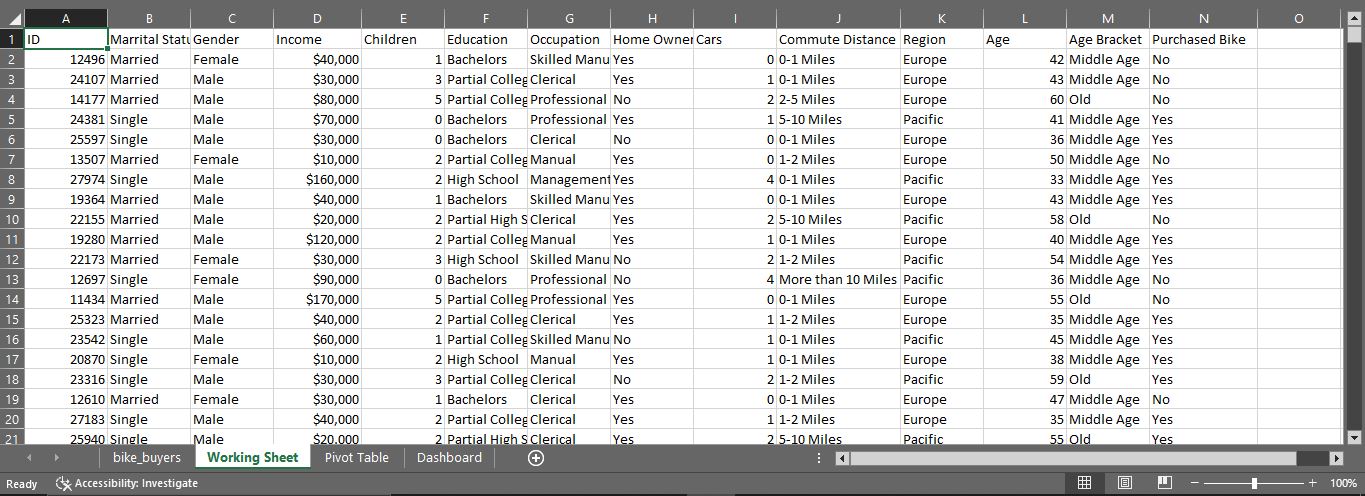 A B C D E F G H I J K L M N O
1 ID Marrital Statu Gender Income Children Education Occupation Home Owner Cars Commute Distance Region Age Age Bracket Purchased Bike
2 12496 Married Female $40,000 1 Bachelors Skilled Manu Yes 0 0-1 Miles Europe 42 Middle Age No
3 24107 Married Male $30,000 3 Partial Colleg Clerical Yes 1 0-1 Miles Europe 43 Middle Age No
4 14177 Married Male $80,000 5 Partial Colleg Professional No 2 2-5 Miles Europe 60 Old No
5 24381 Single Male $70,000 0 Bachelors Professional Yes 1 5-10 Miles Pacific 41 Middle Age Yes
6 25597 Single Male $30,000 0 Bachelors Clerical No 0 0-1 Miles Europe 36 Middle Age Yes
7 13507 Married Female $10,000 2 Partial Colleg Manual Yes 0 1-2 Miles Europe 50 Middle Age No
8 27974 Single Male $160,000 2 High School Management Yes 4 0-1 Miles Pacific 33 Middle Age Yes
9 19364 Married Male $40,000 1 Bachelors Skilled Manu Yes 0 0-1 Miles Europe 43 Middle Age Yes
10 22155 Married Male $20,000 2 Partial High S Clerical Yes 2 5-10 Miles Pacific 58 Old No
11 19280 Married Male $120,000 2 Partial Colleg Manual Yes 1 0-1 Miles Europe 40 Middle Age Yes
12 22173 Married Female $30,000 3 High School Skilled Manu No 2 1-2 Miles Pacific 54 Middle Age Yes
13 12697 Single Female $90,000 0 Bachelors Professional No 4 More than 10 Miles Pacific 36 Middle Age No
14 11434 Married Male $170,000 5 Partial Colleg Professional Yes 0 0-1 Miles Europe 55 Old No
15 25323 Married Male $40,000 2 Partial Colleg Clerical Yes 1 1-2 Miles Europe 35 Middle Age Yes
16 23542 Single Male $60,000 1 Partial Colleg Skilled Manu No 1 0-1 Miles Pacific 45 Middle Age Yes
17 20870 Single Female $10,000 2 High School Manual Yes 1 0-1 Miles Europe 38 Middle Age Yes
18 23316 Single Male $30,000 3 Partial Colleg Clerical No 2 1-2 Miles Pacific 59 Old Yes
19 12610 Married Female $30,000 1 Bachelors Clerical Yes 0 0-1 Miles Europe 47 Middle Age No
20 27183 Single Male $40,000 2 Partial Colleg Clerical Yes 1 1-2 Miles Europe 35 Middle Age Yes
21 25940 Single Male $20,000 2 Partial High S Clerical Yes 2 5-10 Miles Pacific 55 Old Yes
bike_buyers Working Sheet Pivot Table Dashboard
Ready Accessibility: Investigate 100%